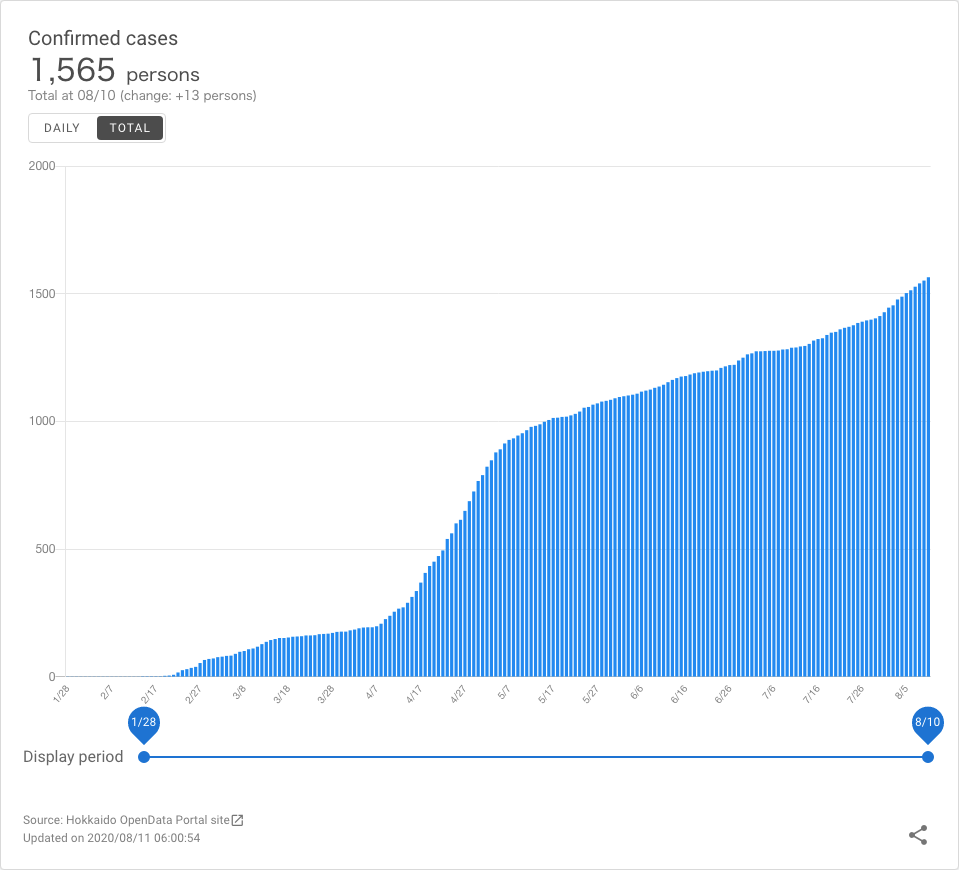 Confirmed cases
1,565 persons
Total at 08/10 (change: +13 persons)
DAILY TOTAL
2000
1500
1000
500
0
1/28 2/7 2/17 2/27 3/8 3/18 3/28 4/7 4/17 4/27 5/7 5/17 5/27 6/6 6/16 6/26 7/6 7/16 7/26 8/5
1/28 8/10
Display period
Source: Hokkaido OpenData Portal site
Updated on 2020/08/11 06:00:54